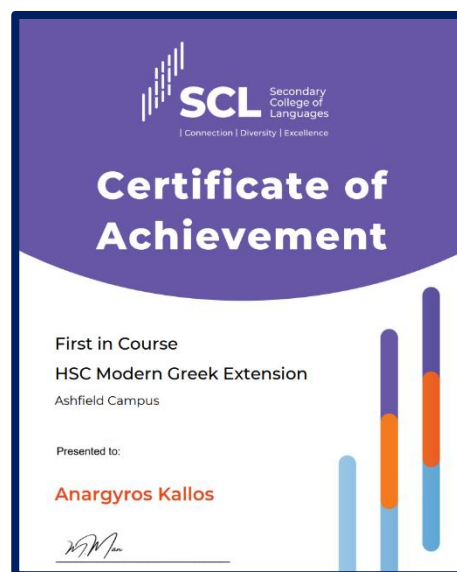 SCL
Secondary
College of
Languages
| Connection | Diversity | Excellence
Certificate of
Achievement
First in Course
HSC Modern Greek Extension
Ashfield Campus
Presented to:
Anargyros Kallos